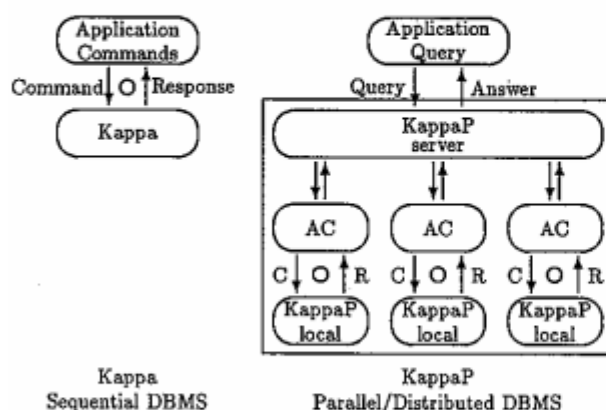 Application
Commands
Command
Response
Kappa
Application
Query
Query
Answer
KappaP
server
AC
AC
AC
C
R
C
R
C
R
KappaP
local
KappaP
local
KappaP
local
Kappa
Sequential DBMS
KappaP
Parallel/Distributed DBMS